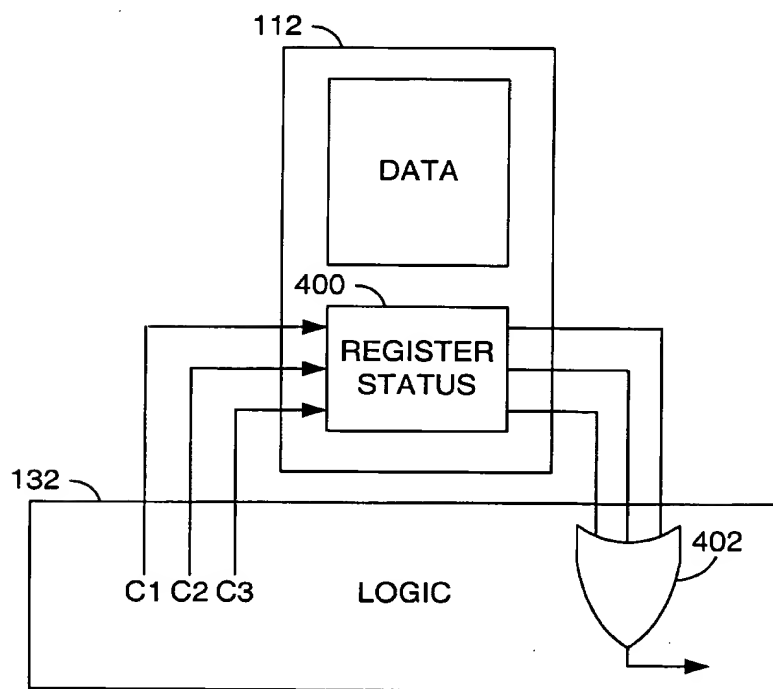 112
DATA
400
REGISTER
STATUS
132
C1 C2 C3
LOGIC
402